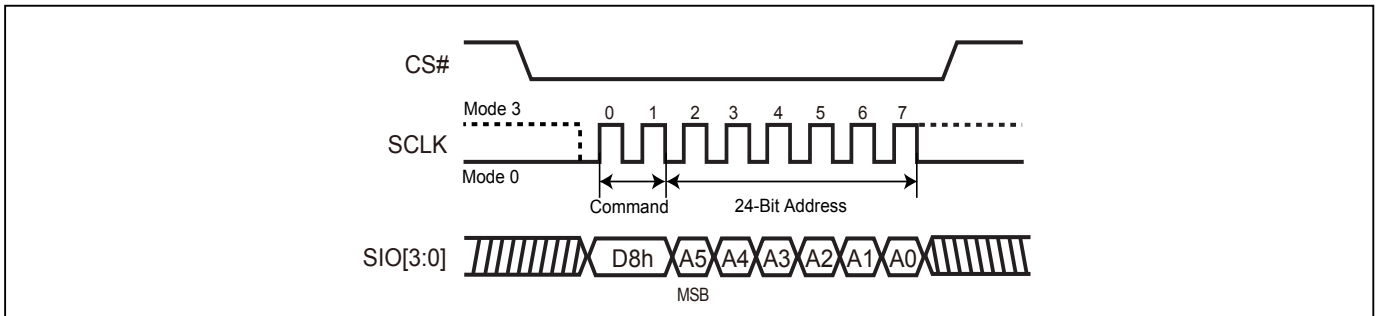 CS#
Mode 3
0 1 2 3 4 5 6 7
SCLK
Mode 0
Command
24-Bit Address
SIO[3:0]
D8h A5 A4 A3 A2 A1 A0
MSB